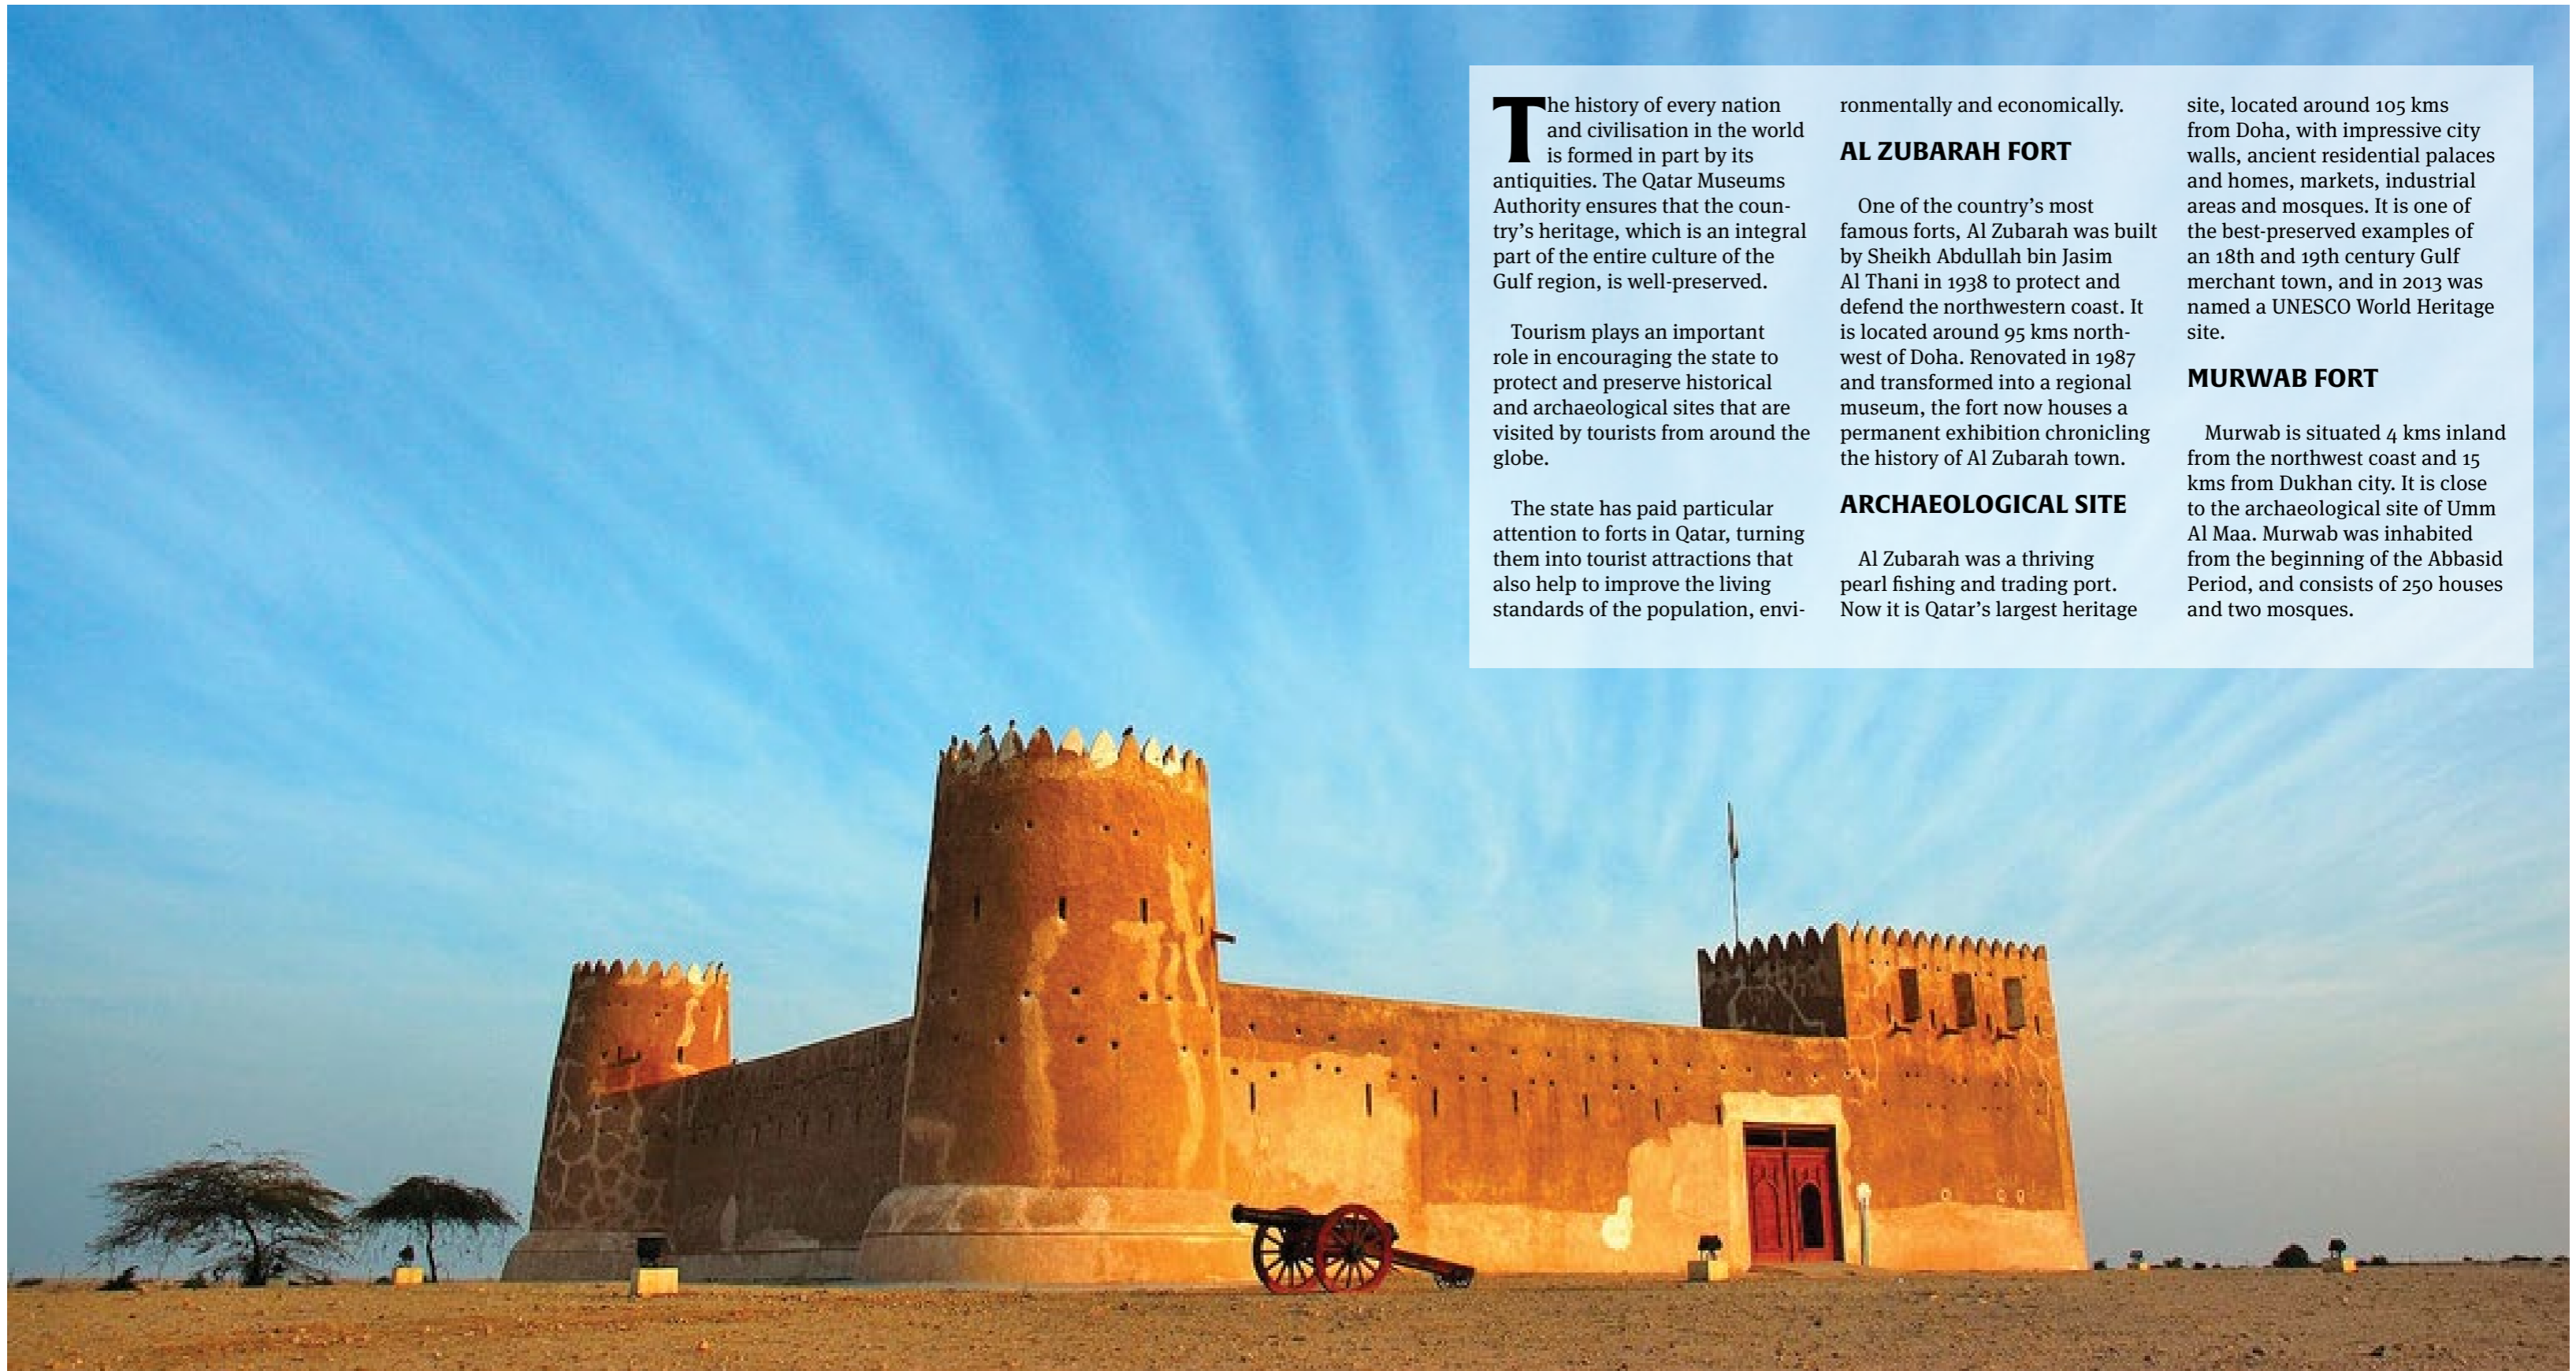 The history of every nation
and civilisation in the world
is formed in part by its
antiquities. The Qatar Museums
Authority ensures that the coun-
try’s heritage, which is an integral
part of the entire culture of the
Gulf region, is well-preserved.
Tourism plays an important
role in encouraging the state to
protect and preserve historical
and archaeological sites that are
visited by tourists from around the
globe.
The state has paid particular
attention to forts in Qatar, turning
them into tourist attractions that
also help to improve the living
standards of the population, envi-
ronmentally and economically.
AL ZUBARAH FORT
One of the country’s most
famous forts, Al Zubarah was built
by Sheikh Abdullah bin Jasim
Al Thani in 1938 to protect and
defend the northwestern coast. It
is located around 95 kms north-
west of Doha. Renovated in 1987
and transformed into a regional
museum, the fort now houses a
permanent exhibition chronicling
the history of Al Zubarah town.
ARCHAEOLOGICAL SITE
Al Zubarah was a thriving
pearl fishing and trading port.
Now it is Qatar’s largest heritage
site, located around 105 kms
from Doha, with impressive city
walls, ancient residential palaces
and homes, markets, industrial
areas and mosques. It is one of
the best-preserved examples of
an 18th and 19th century Gulf
merchant town, and in 2013 was
named a UNESCO World Heritage
site.
MURWAB FORT
Murwab is situated 4 kms inland
from the northwest coast and 15
kms from Dukhan city. It is close
to the archaeological site of Umm
Al Maa. Murwab was inhabited
from the beginning of the Abbasid
Period, and consists of 250 houses
and two mosques.